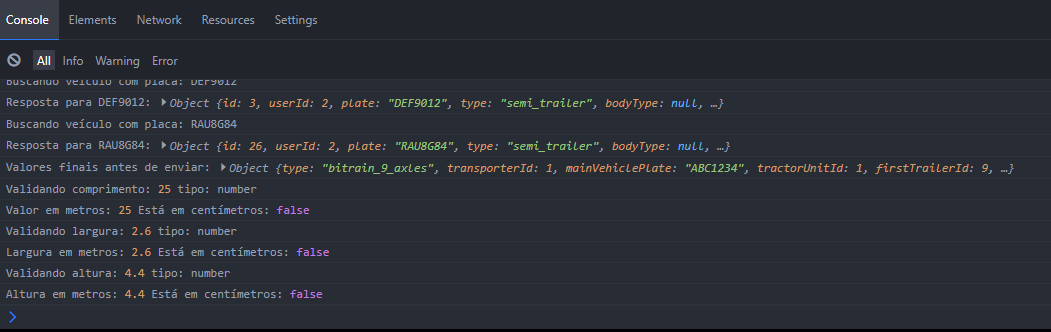 Console Elements Network Resources Settings
All Info Warning Error
Buscando veículo com placa: DEF9012
Resposta para DEF9012: ▶Object {id: 3, userId: 2, plate: "DEF9012", type: "semi_trailer", bodyType: null, …}
Buscando veículo com placa: RAU8G84
Resposta para RAU8G84: ▶Object {id: 26, userId: 2, plate: "RAU8G84", type: "semi_trailer", bodyType: null, …}
Valores finais antes de enviar: ▶Object {type: "bitrain_9_axles", transporterId: 1, mainVehiclePlate: "ABC1234", tractorUnitId: 1, firstTrailerId: 9, …}
Validando comprimento: 25 tipo: number
Valor em metros: 25 Está em centímetros: false
Validando largura: 2.6 tipo: number
Largura em metros: 2.6 Está em centímetros: false
Validando altura: 4.4 tipo: number
Altura em metros: 4.4 Está em centímetros: false